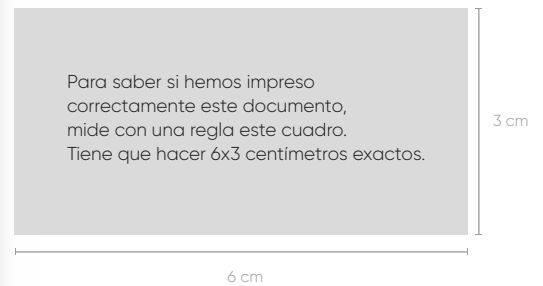 Para saber si hemos impreso
correctamente este documento,
mide con una regla este cuadro.
Tiene que hacer 6x3 centímetros exactos.
3 cm
6 cm